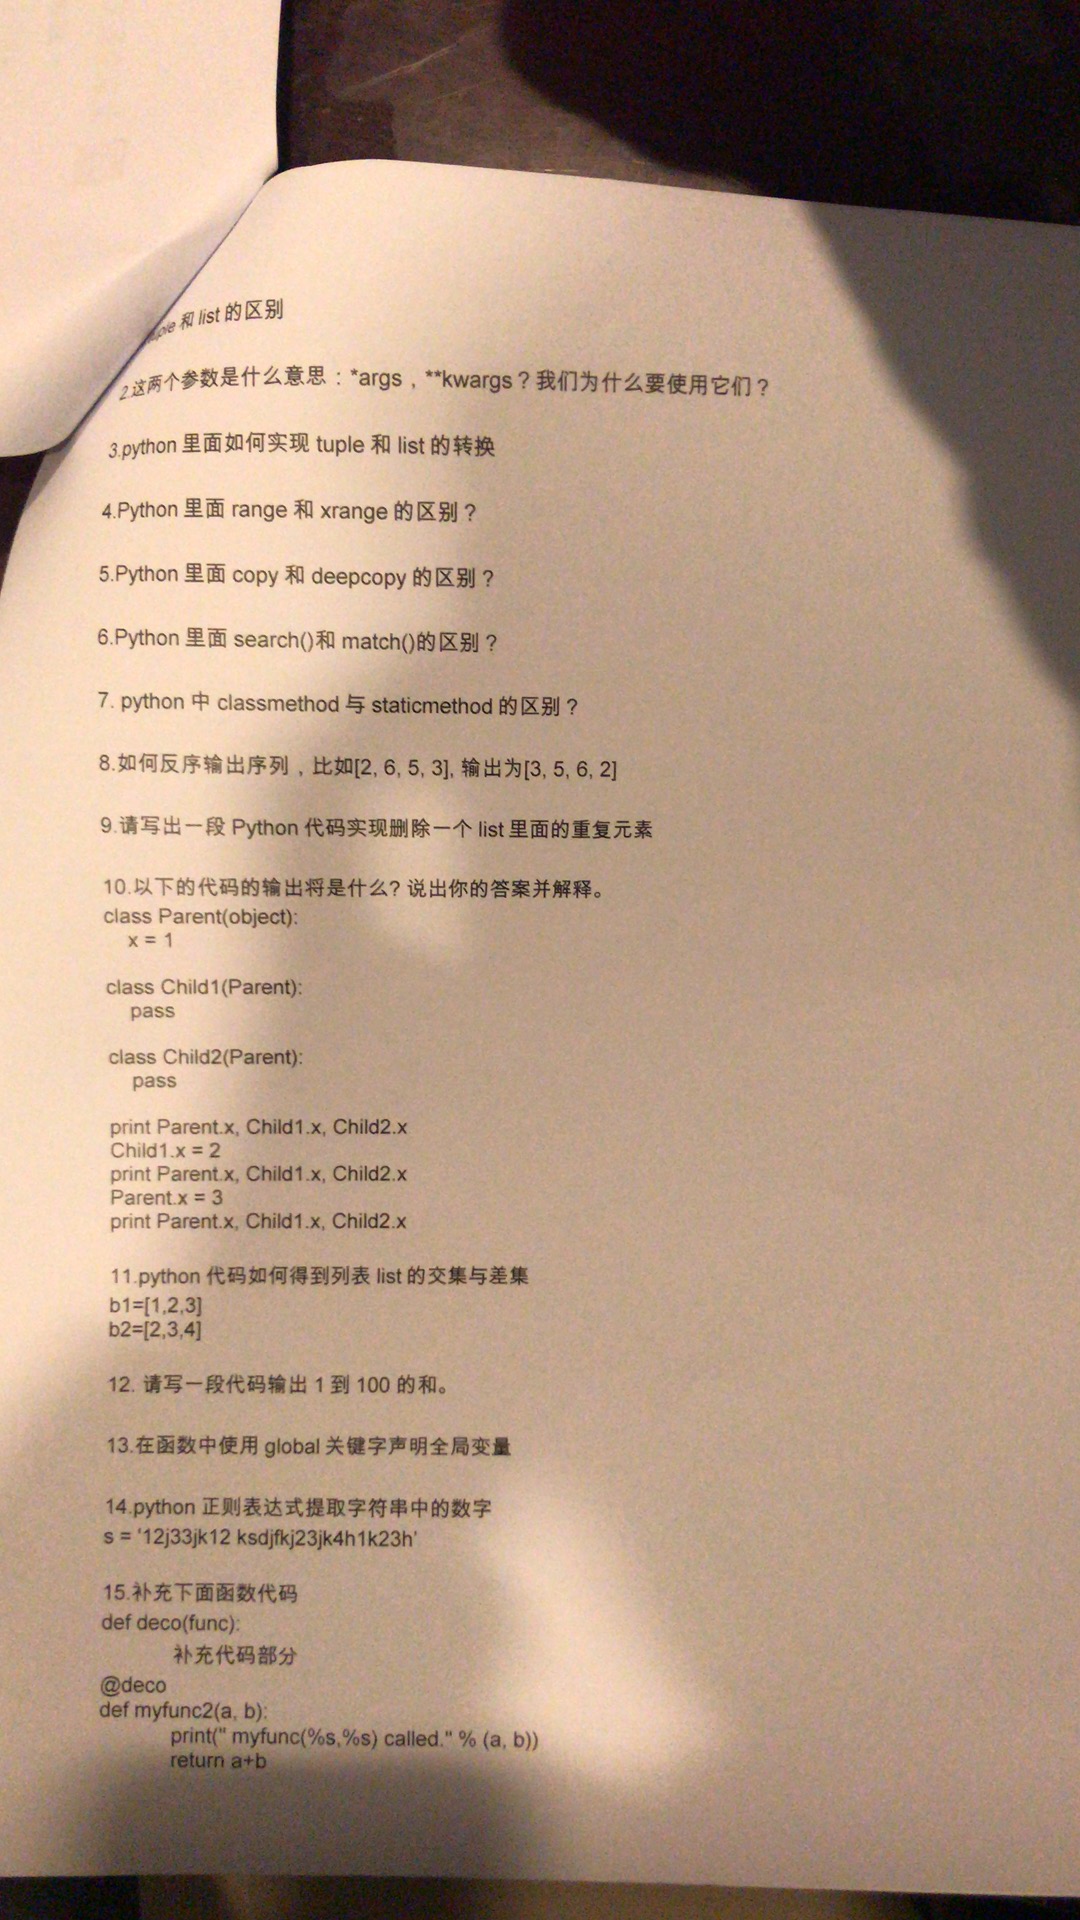 和 list 的区别
2.这两个参数是什么意思：*args，**kwargs？我们为什么要使用它们？
3.python 里面如何实现 tuple 和 list 的转换
4.Python 里面 range 和 xrange 的区别？
5.Python 里面 copy 和 deepcopy 的区别？
6.Python 里面 search()和 match()的区别？
7. python 中 classmethod 与 staticmethod 的区别？
8.如何反序输出序列，比如[2, 6, 5, 3], 输出为[3, 5, 6, 2]
9.请写出一段 Python 代码实现删除一个 list 里面的重复元素
10.以下的代码的输出将是什么? 说出你的答案并解释。
class Parent(object):
x = 1
class Child1(Parent):
pass
class Child2(Parent):
pass
print Parent.x, Child1.x, Child2.x
Child1.x = 2
print Parent.x, Child1.x, Child2.x
Parent.x = 3
print Parent.x, Child1.x, Child2.x
11.python 代码如何得到列表 list 的交集与差集
b1=[1,2,3]
b2=[2,3,4]
12. 请写一段代码输出 1 到 100 的和。
13.在函数中使用 global 关键字声明全局变量
14.python 正则表达式提取字符串中的数字
s = '12j33jk12 ksdjfkj23jk4h1k23h'
15.补充下面函数代码
def deco(func):
补充代码部分
@deco
def myfunc2(a, b):
print(" myfunc(%s,%s) called." % (a, b))
return a+b